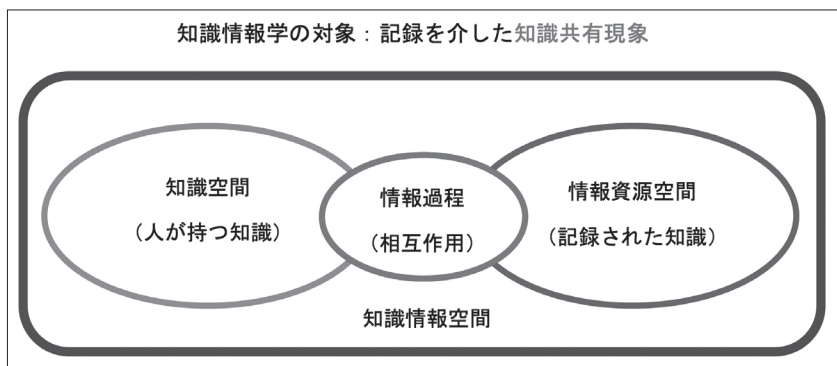 知識情報学の対象：記録を介した知識共有現象
知識空間
（人が持つ知識）
情報過程
（相互作用）
情報資源空間
（記録された知識）
知識情報空間